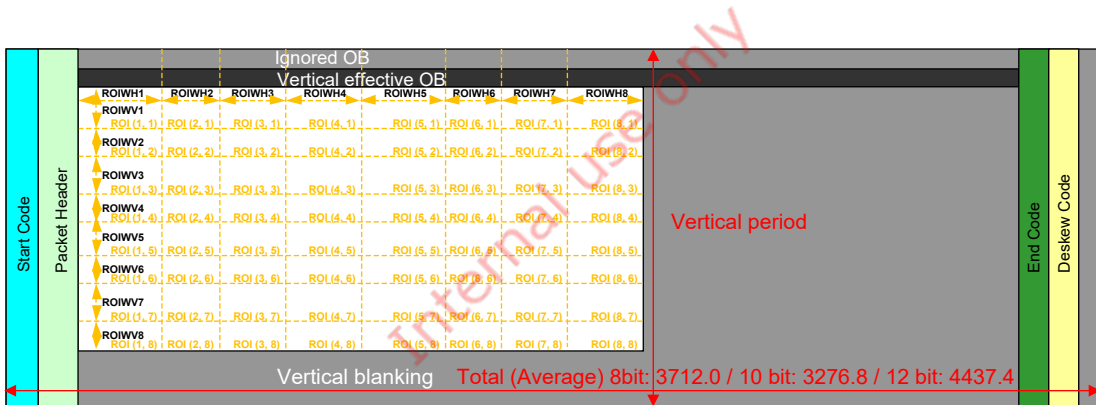 Ignored OB
Vertical effective OB
ROIWH1 ROIWH2 ROIWH3 ROIWH4 ROIWH5 ROIWH6 ROIWH7 ROIWH8
ROIWV1
ROI (1, 1) ROI (2, 1) ROI (3, 1) ROI (4, 1) ROI (5, 1) ROI (6, 1) ROI (7, 1) ROI (8, 1)
ROIWV2
ROI (1, 2) ROI (2, 2) ROI (3, 2) ROI (4, 2) ROI (5, 2) ROI (6, 2) ROI (7, 2) ROI (8, 2)
ROIWV3
ROI (1, 3) ROI (2, 3) ROI (3, 3) ROI (4, 3) ROI (5, 3) ROI (6, 3) ROI (7, 3) ROI (8, 3)
ROIWV4
ROI (1, 4) ROI (2, 4) ROI (3, 4) ROI (4, 4) ROI (5, 4) ROI (6, 4) ROI (7, 4) ROI (8, 4)
ROIWV5
ROI (1, 5) ROI (2, 5) ROI (3, 5) ROI (4, 5) ROI (5, 5) ROI (6, 5) ROI (7, 5) ROI (8, 5)
ROIWV6
ROI (1, 6) ROI (2, 6) ROI (3, 6) ROI (4, 6) ROI (5, 6) ROI (6, 6) ROI (7, 6) ROI (8, 6)
ROIWV7
ROI (1, 7) ROI (2, 7) ROI (3, 7) ROI (4, 7) ROI (5, 7) ROI (6, 7) ROI (7, 7) ROI (8, 7)
ROIWV8
ROI (1, 8) ROI (2, 8) ROI (3, 8) ROI (4, 8) ROI (5, 8) ROI (6, 8) ROI (7, 8) ROI (8, 8)
Start Code
Packet Header
Vertical period
End Code
Deskew Code
Vertical blanking
Total (Average) 8bit: 3712.0 / 10 bit: 3276.8 / 12 bit: 4437.4
Internal use only